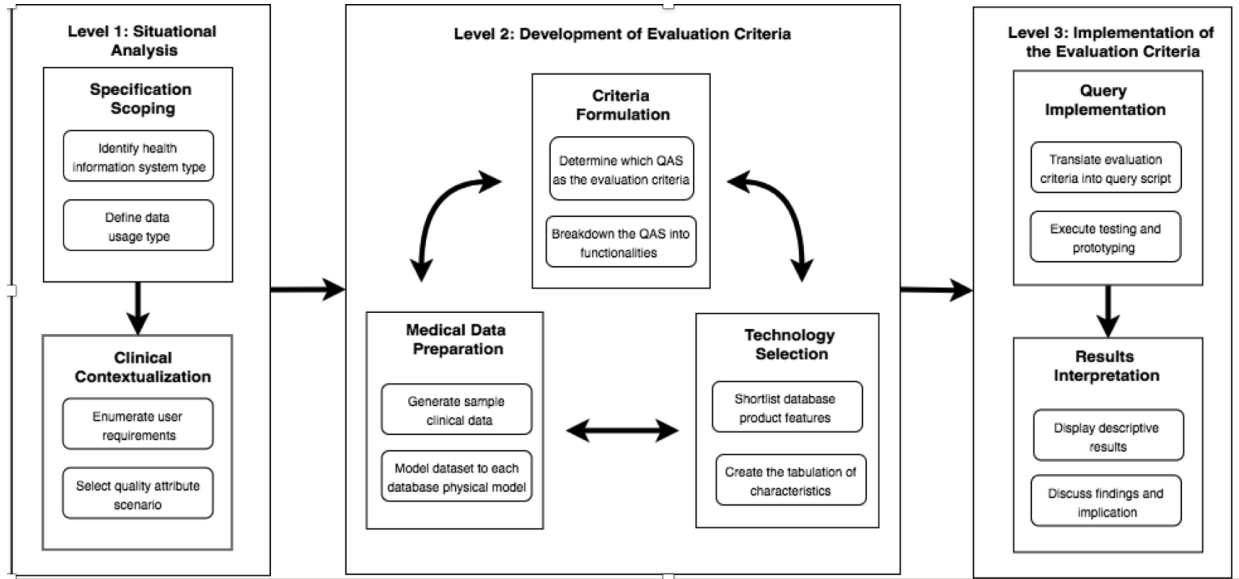 Level 1: Situational
Analysis
Specification
Scoping
Identify health
information system type
Define data
usage type
Clinical
Contextualization
Enumerate user
requirements
Select quality attribute
scenario
Level 2: Development of Evaluation Criteria
Criteria
Formulation
Determine which QAS
as the evaluation criteria
Breakdown the QAS into
functionalities
Medical Data
Preparation
Generate sample
clinical data
Model dataset to each
database physical model
Technology
Selection
Shortlist database
product features
Create the tabulation of
characteristics
Level 3: Implementation of
the Evaluation Criteria
Query
Implementation
Translate evaluation
criteria into query script
Execute testing and
prototyping
Results
Interpretation
Display descriptive
results
Discuss findings and
implication